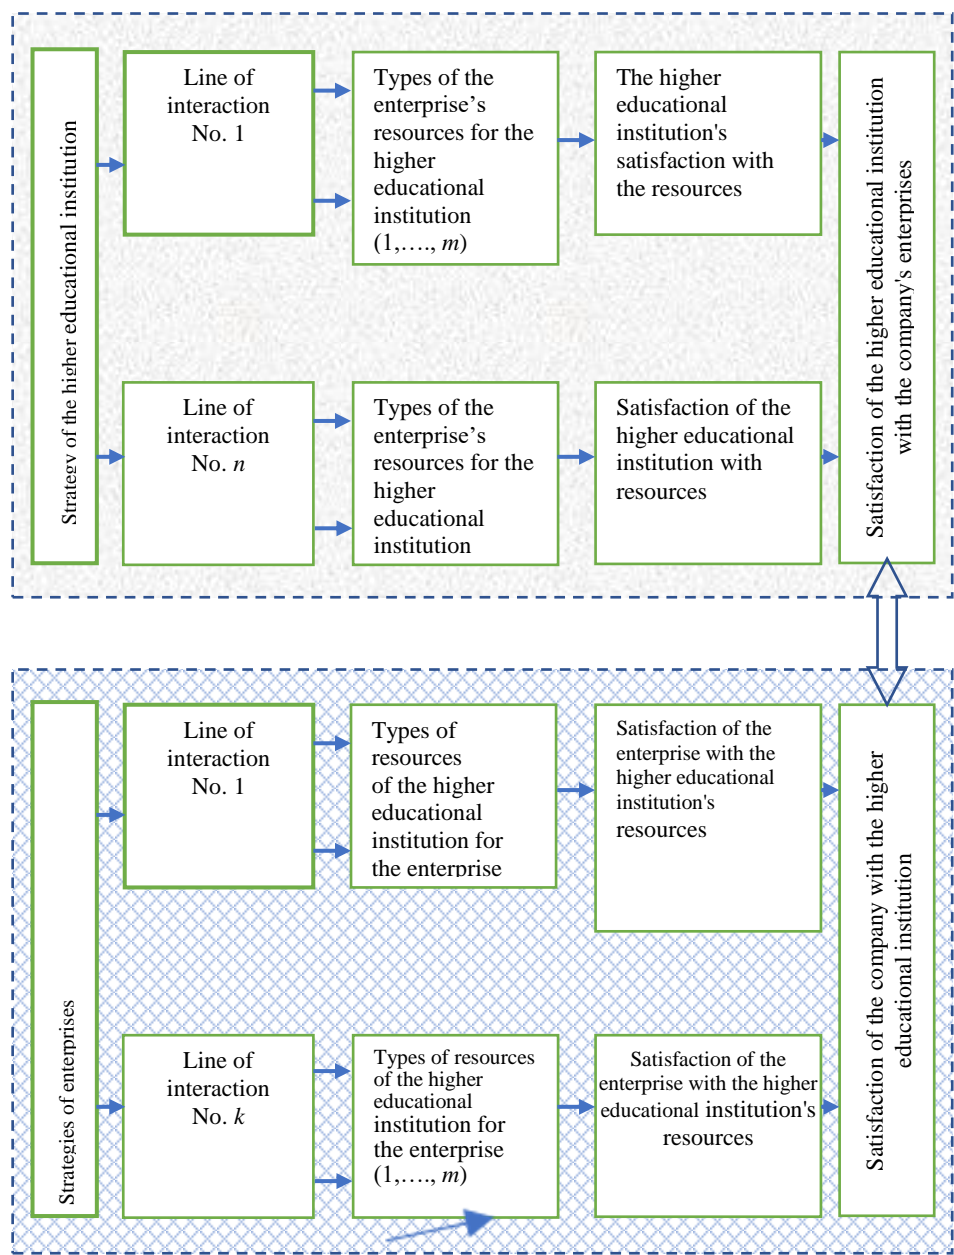 Strategy of the higher educational institution
Line of
interaction
No. 1
Types of the
enterprise's
resources for the
higher
educational
institution
(1,…., m)
The higher
educational
institution's
satisfaction with
the resources
Satisfaction of the higher educational institution
with the company's enterprises
Line of
interaction
No. n
Types of the
enterprise's
resources for the
higher
educational
institution
Satisfaction of the
higher educational
institution with
resources
Strategies of enterprises
Line of
interaction
No. 1
Types of
resources
of the higher
educational
institution for
the enterprise
Satisfaction of the
enterprise with the
higher educational
institution's
resources
Satisfaction of the company with the higher
educational institution
Line of
interaction
No. k
Types of resources
of the higher
educational
institution for
the enterprise
(1,…., m)
Satisfaction of the
enterprise with the higher
educational institution's
resources